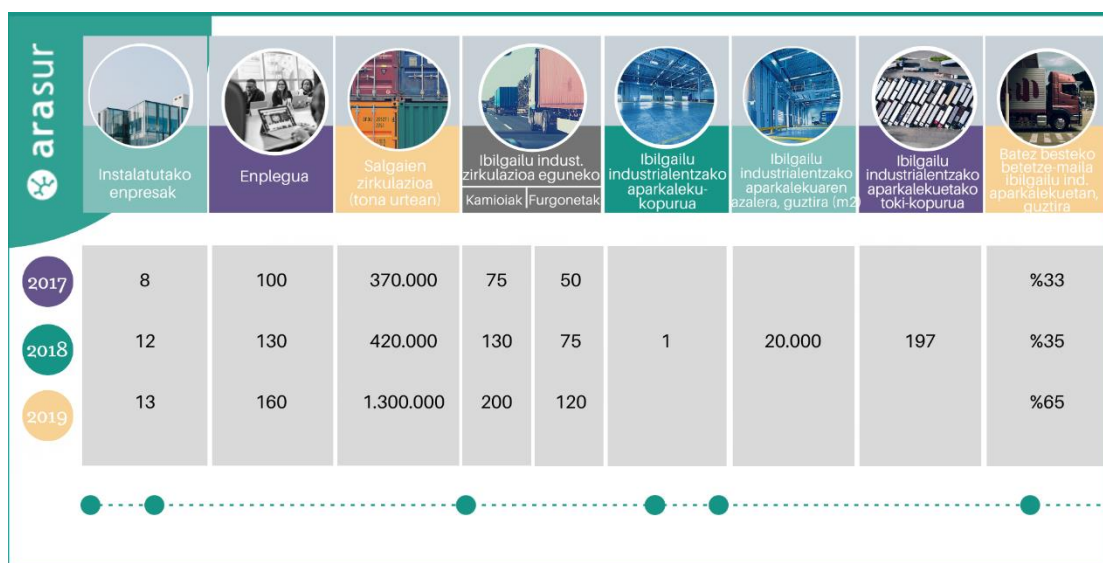 arasur
Instalatutako
enpresak
Enplegua
Salgaien
zirkulazioa
(tona urtean)
Ibilgailu indust.
zirkulazioa eguneko
Kamioiak Furgonetak
Ibilgailu
industrialentzako
aparkaleku-
kopurua
Ibilgailu
industrialentzako
aparkalekuaren
azalera, guztira (m2)
Ibilgailu
industrialentzako
aparkalekuetako
toki-kopurua
Batez besteko
betetze-maila
ibilgailu ind.
aparkalekuetan,
guztira
2017 8 100 370.000 75 50 %33
2018 12 130 420.000 130 75 1 20.000 197 %35
2019 13 160 1.300.000 200 120 %65